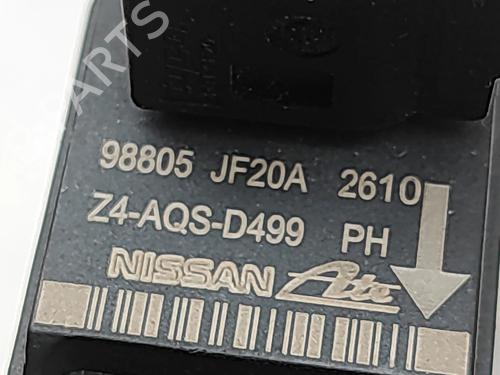 98805 JF20A 2610
Z4-AQS-D499 PH
NISSAN Ate